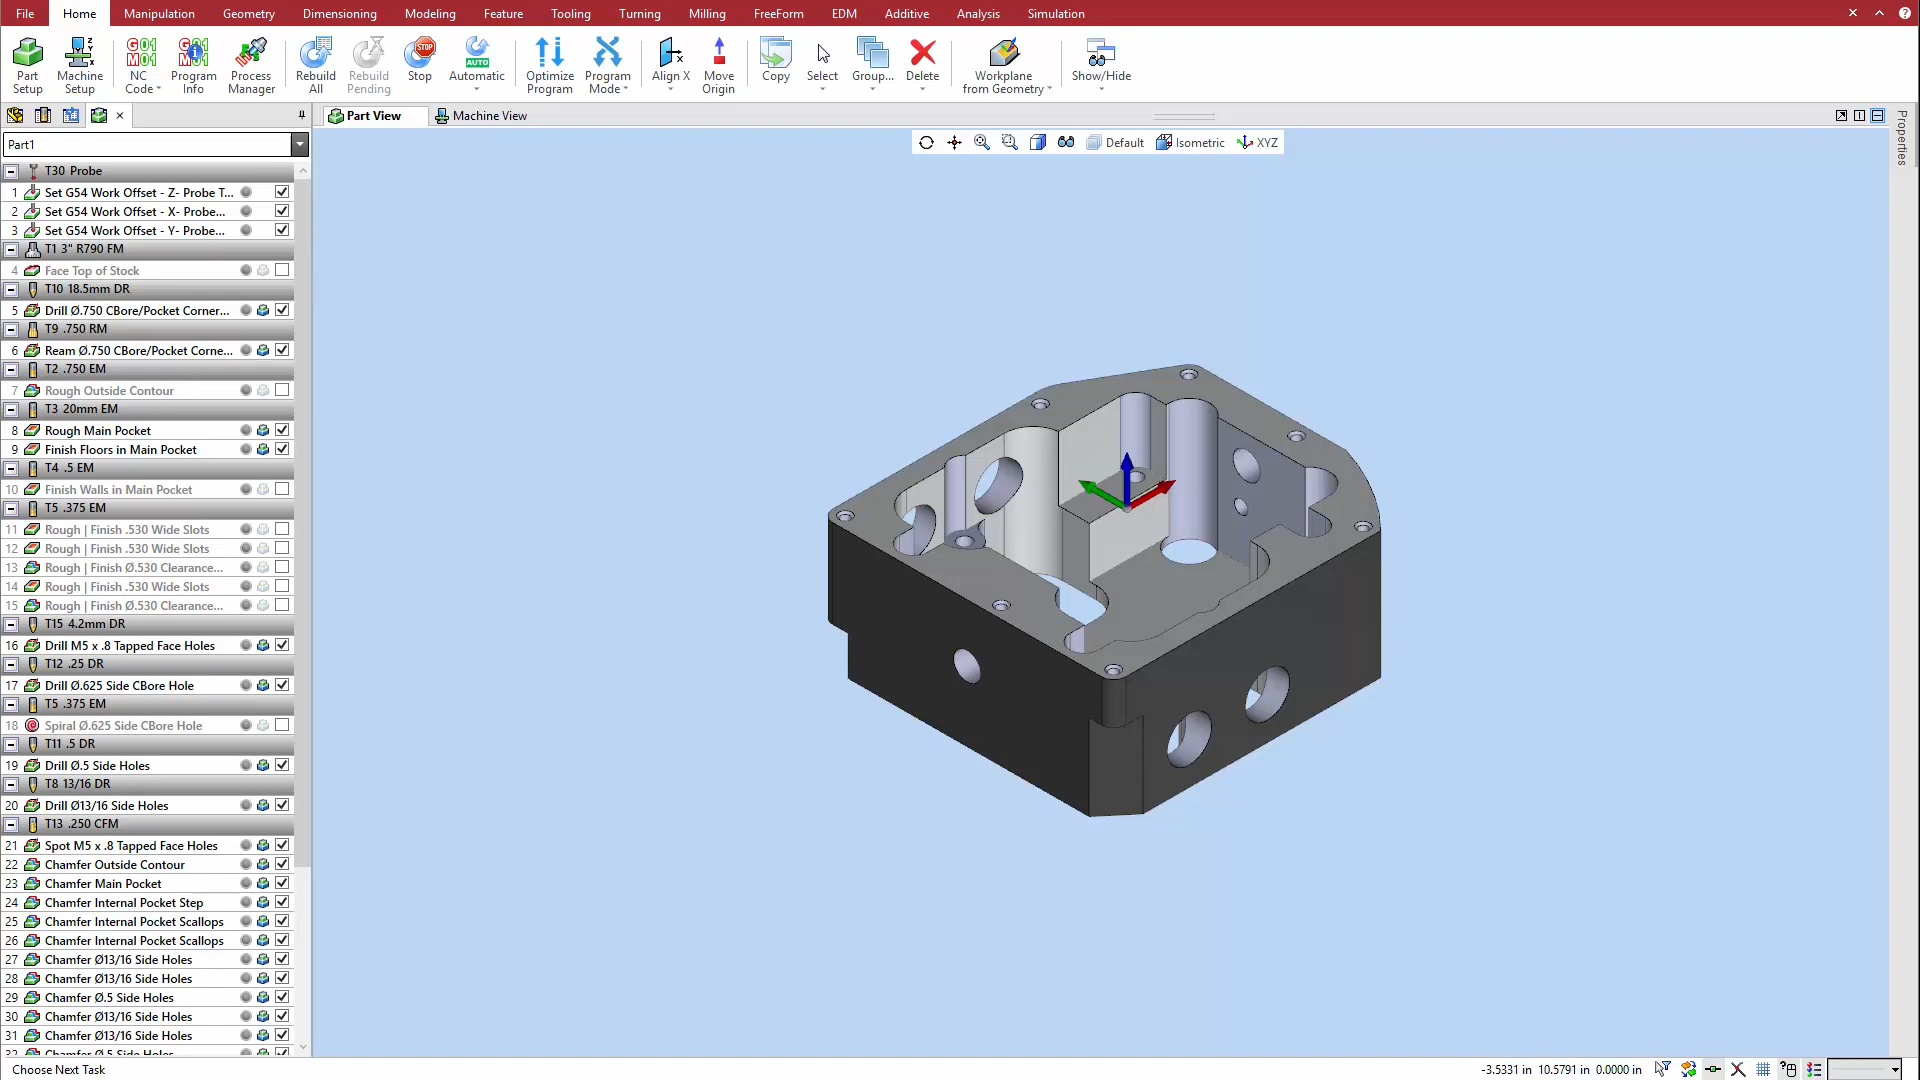 File Home Manipulation Geometry Dimensioning Modeling Feature Tooling Turning Milling FreeForm EDM Additive Analysis Simulation
Part Setup
Machine Setup
NC Code
Program Info
Process Manager
Rebuild All
Rebuild Pending
STOP Stop
AUTO Automatic
Optimize Program
Program Mode
Align X
Move Origin
Copy
Select
Group...
Delete
Workplane from Geometry
Show/Hide
Part View
Machine View
Properties
Part1
Default Isometric XYZ
T30 Probe
1 Set G54 Work Offset - Z- Probe T...
2 Set G54 Work Offset - X- Probe...
3 Set G54 Work Offset - Y- Probe...
T1 3" R790 FM
4 Face Top of Stock
T10 18.5mm DR
5 Drill Ø.750 CBore/Pocket Corner...
T9 .750 RM
6 Ream Ø.750 CBore/Pocket Corne...
T2 .750 EM
7 Rough Outside Contour
T3 20mm EM
8 Rough Main Pocket
9 Finish Floors in Main Pocket
T4 .5 EM
10 Finish Walls in Main Pocket
T5 .375 EM
11 Rough | Finish .530 Wide Slots
12 Rough | Finish .530 Wide Slots
13 Rough | Finish Ø.530 Clearance...
14 Rough | Finish .530 Wide Slots
15 Rough | Finish Ø.530 Clearance...
T15 4.2mm DR
16 Drill M5 x .8 Tapped Face Holes
T12 .25 DR
17 Drill Ø.625 Side CBore Hole
T5 .375 EM
18 Spiral Ø.625 Side CBore Hole
T11 .5 DR
19 Drill Ø.5 Side Holes
T8 13/16 DR
20 Drill Ø13/16 Side Holes
T13 .250 CFM
21 Spot M5 x .8 Tapped Face Holes
22 Chamfer Outside Contour
23 Chamfer Main Pocket
24 Chamfer Internal Pocket Step
25 Chamfer Internal Pocket Scallops
26 Chamfer Internal Pocket Scallops
27 Chamfer Ø13/16 Side Holes
28 Chamfer Ø13/16 Side Holes
29 Chamfer Ø.5 Side Holes
30 Chamfer Ø13/16 Side Holes
31 Chamfer Ø13/16 Side Holes
32 Chamfer Ø.5 Side Holes
Choose Next Task
-3.5331 in 10.5791 in 0.0000 in